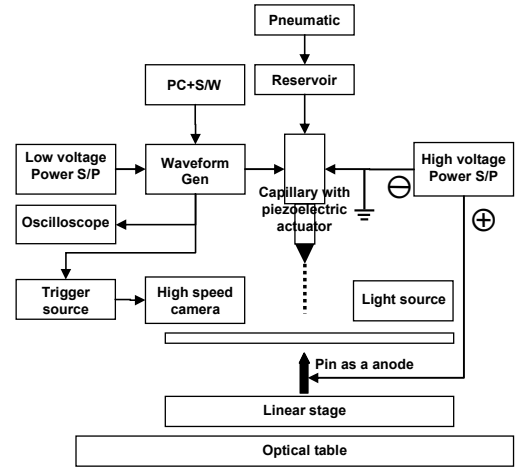 Pneumatic
Reservoir
PC+S/W
Low voltage
Power S/P
Waveform
Gen
Capillary with
piezoelectric
actuator
High voltage
Power S/P
−
+
Oscilloscope
Trigger
source
High speed
camera
Light source
Pin as a anode
Linear stage
Optical table